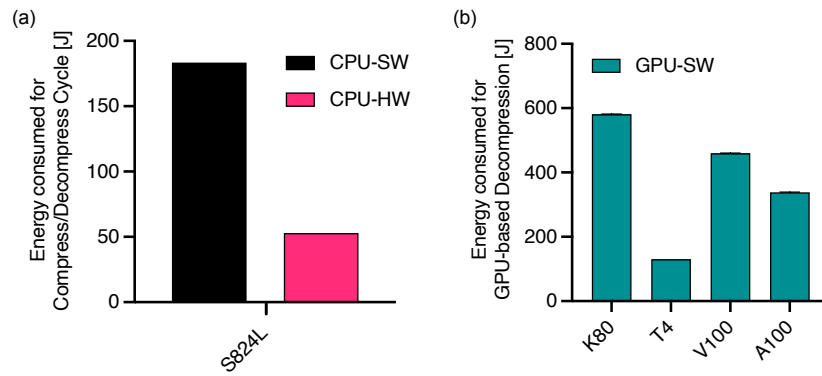 (a)
Energy consumed for
Compress/Decompress Cycle [J]
200
150
100
50
0
CPU-SW
CPU-HW
S824L
(b)
Energy consumed for
GPU-based Decompression [J]
800
600
400
200
0
GPU-SW
K80
T4
V100
A100